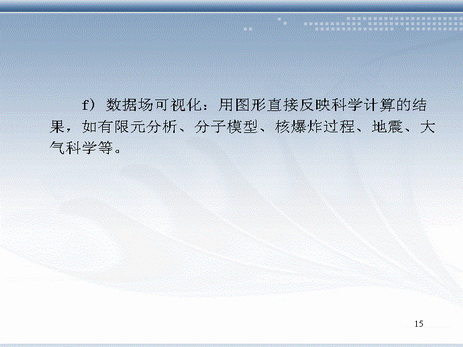 f) 数据场可视化：用图形直接反映科学计算的结
果，如有限元分析、分子模型、核爆炸过程、地震、大
气科学等。
15